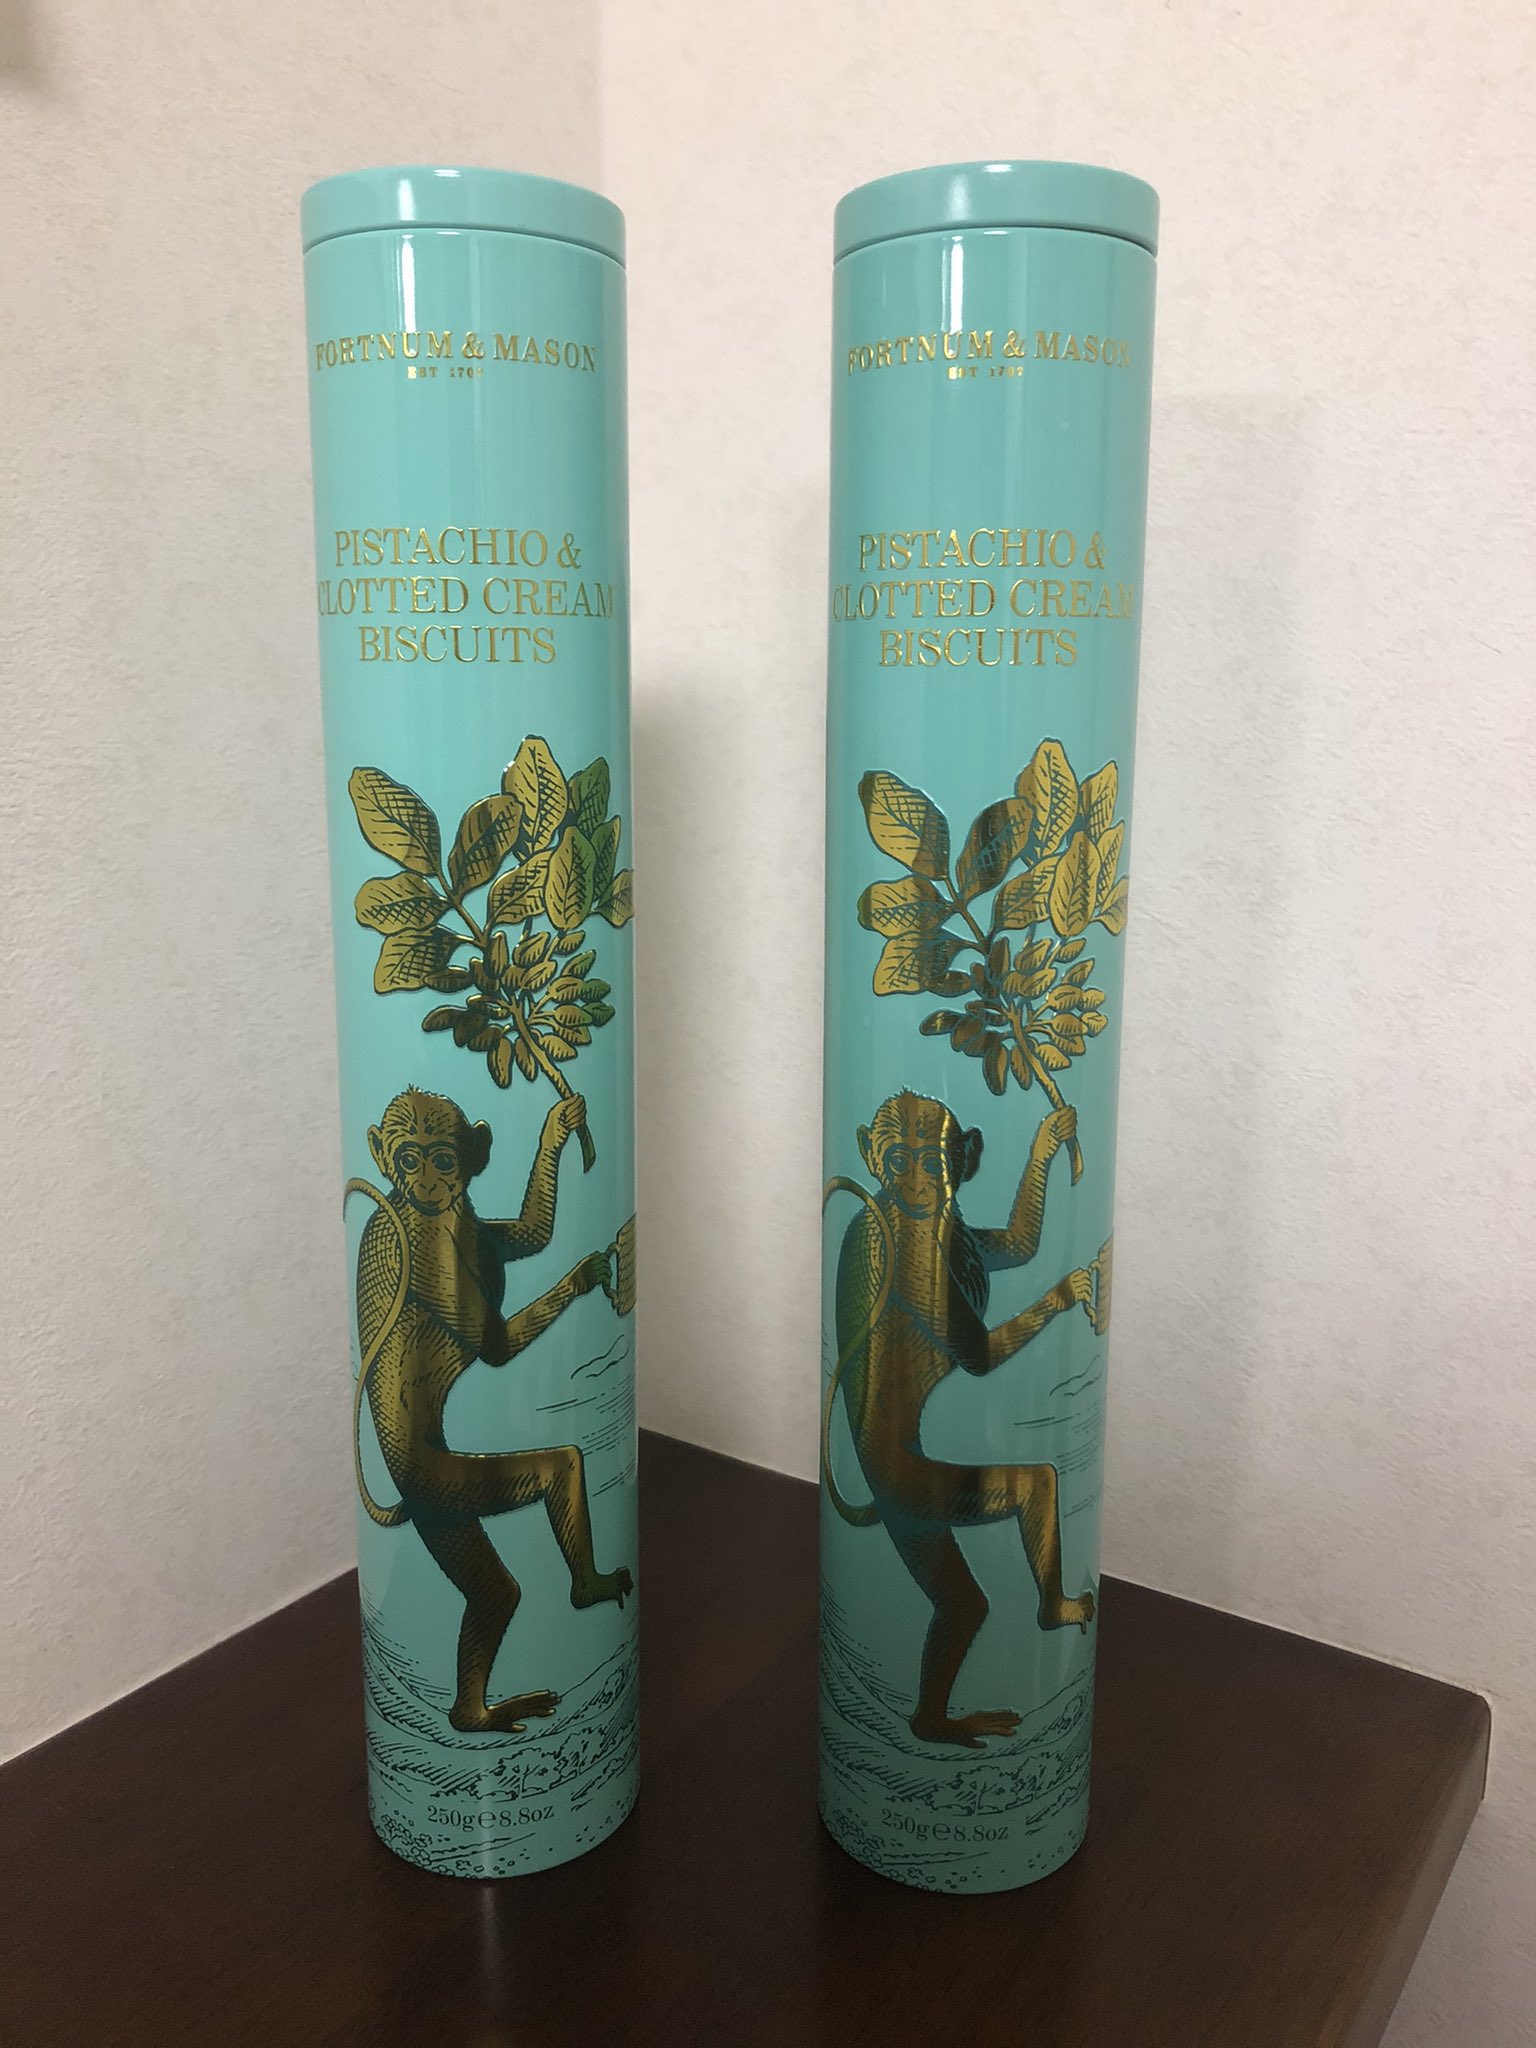 FORTNUM & MASON
EST 1707
PISTACHIO &
CLOTTED CREAM
BISCUITS
250g℮8.8oz
FORTNUM & MASON
EST 1707
PISTACHIO &
CLOTTED CREAM
BISCUITS
250g℮8.8oz